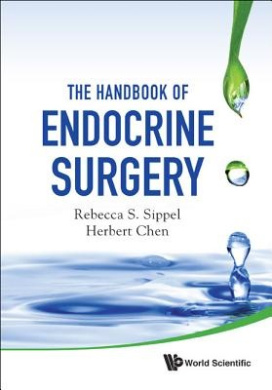 THE HANDBOOK OF
ENDOCRINE
SURGERY
Rebecca S. Sippel
Herbert Chen
World Scientific